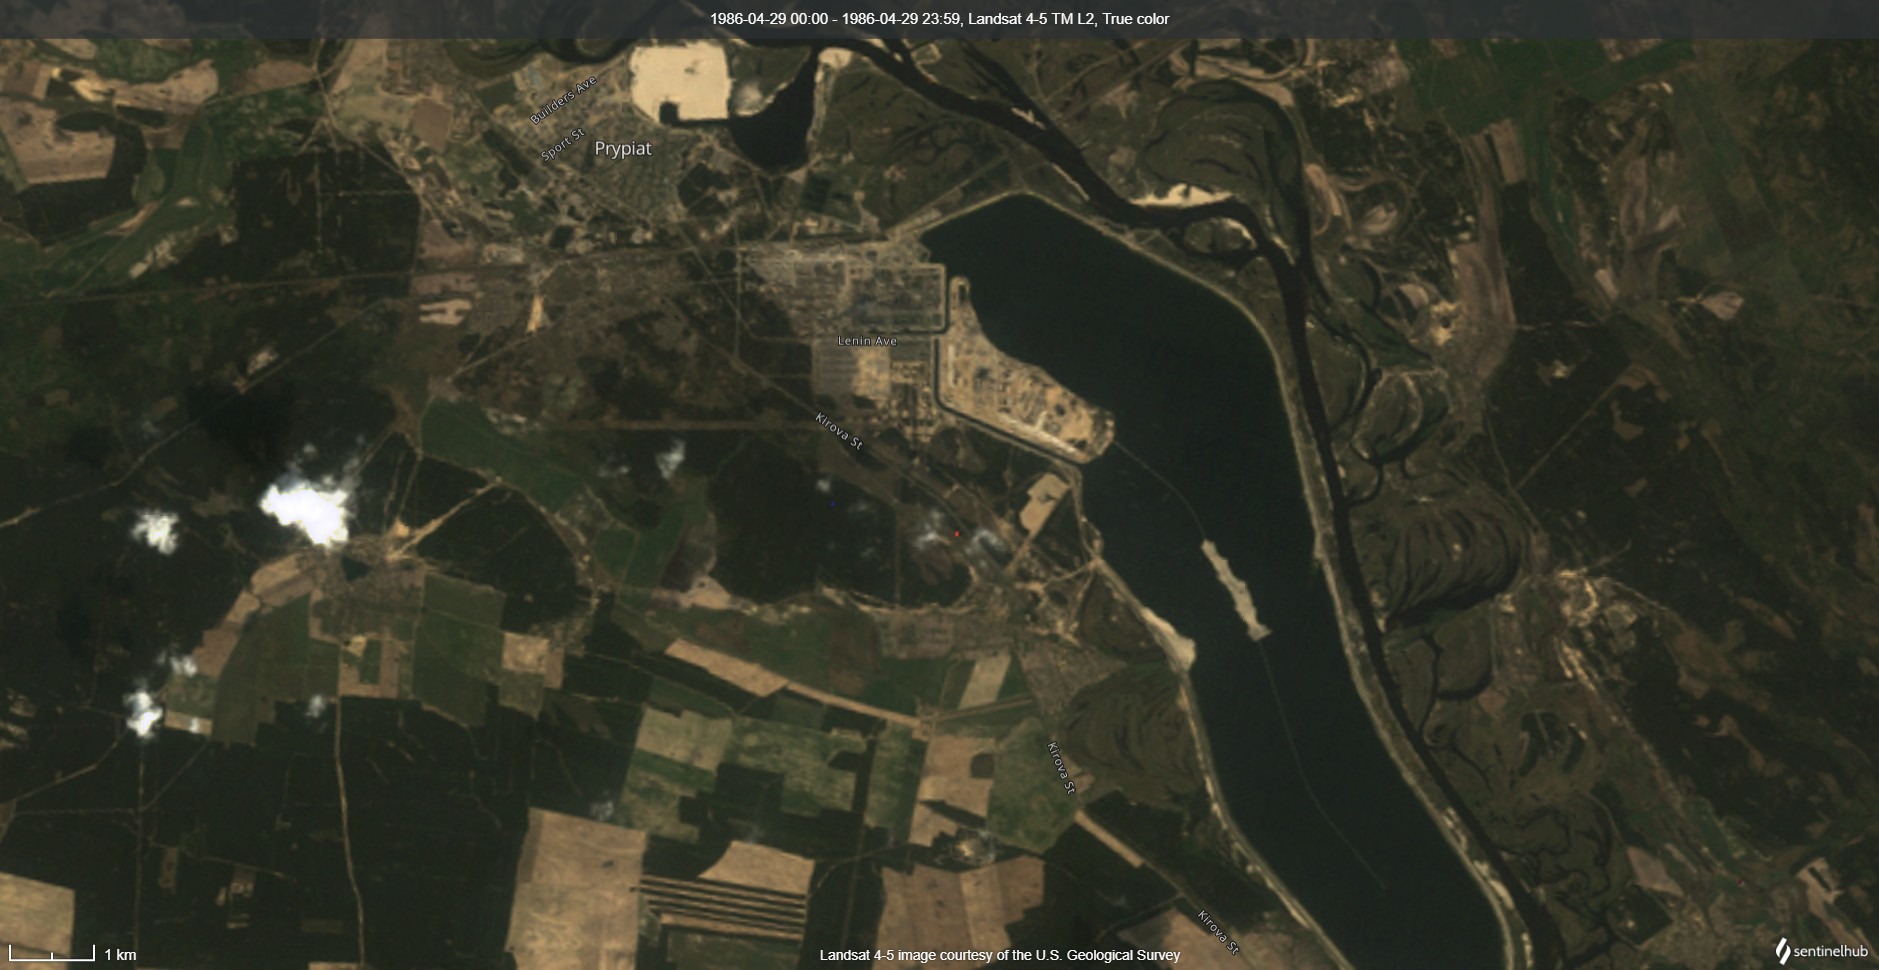 1986-04-29 00:00 - 1986-04-29 23:59, Landsat 4-5 TM L2, True color
Builders Ave
Sport St
Prypiat
Lenin Ave
Kirova St
Kirova St
Kirova St
1 km
Landsat 4-5 image courtesy of the U.S. Geological Survey
sentinelhub